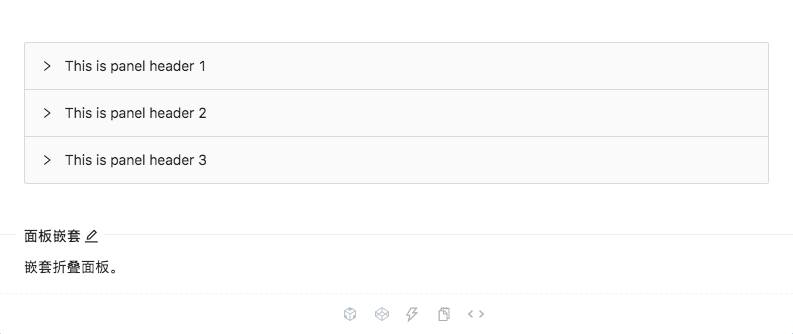 This is panel header 1
This is panel header 2
This is panel header 3
面板嵌套
嵌套折叠面板。